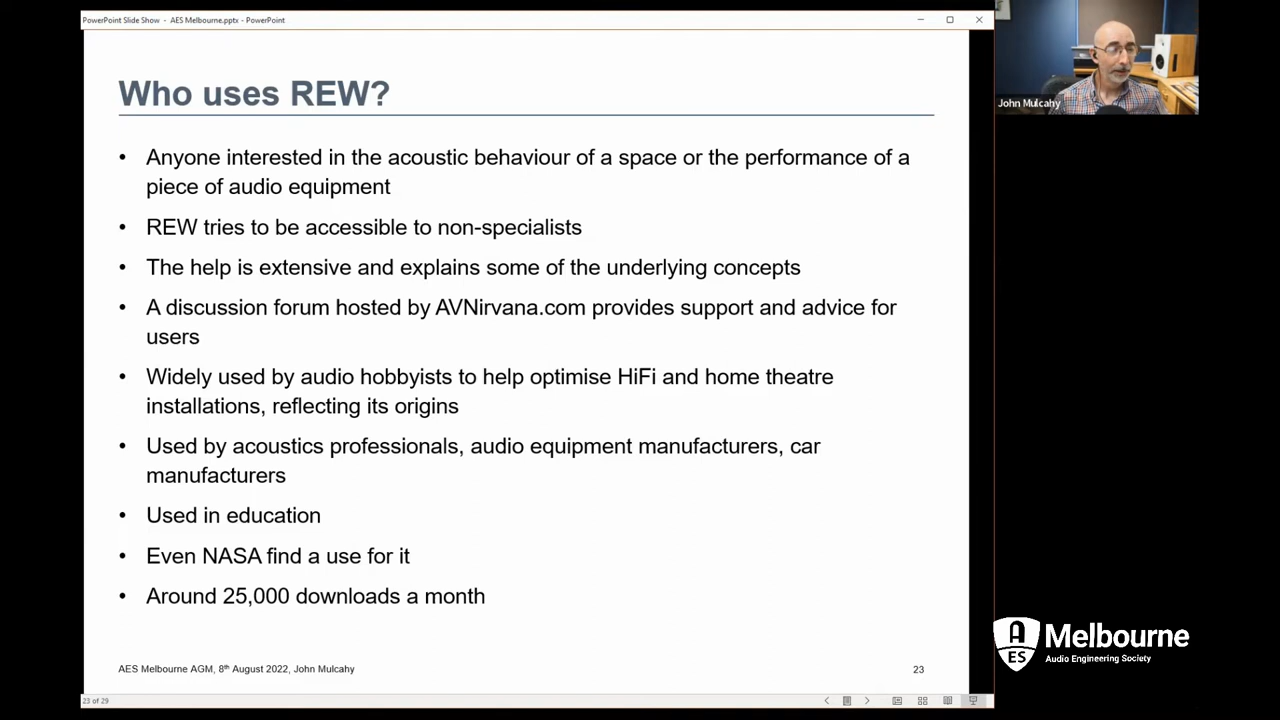 PowerPoint Slide Show - AES Melbourne.pptx - PowerPoint
Who uses REW?
• Anyone interested in the acoustic behaviour of a space or the performance of a
piece of audio equipment
• REW tries to be accessible to non-specialists
• The help is extensive and explains some of the underlying concepts
• A discussion forum hosted by AVNirvana.com provides support and advice for
users
• Widely used by audio hobbyists to help optimise HiFi and home theatre
installations, reflecting its origins
• Used by acoustics professionals, audio equipment manufacturers, car
manufacturers
• Used in education
• Even NASA find a use for it
• Around 25,000 downloads a month
AES Melbourne AGM, 8th August 2022, John Mulcahy
23
23 of 29
John Mulcahy
A
ES
Melbourne
Audio Engineering Society